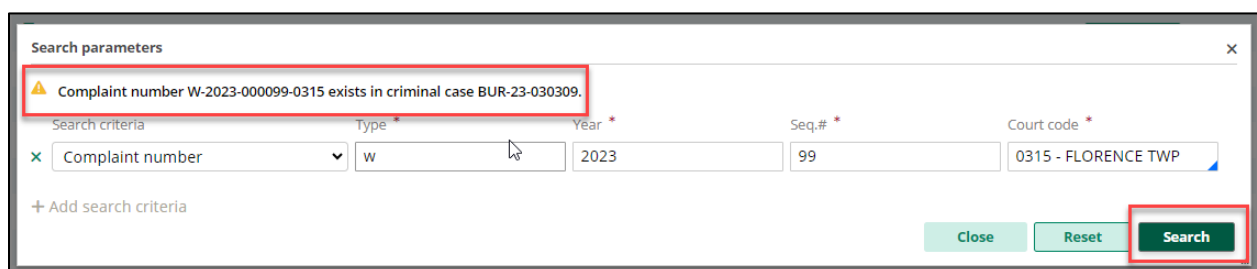 Search parameters ×
Complaint number W-2023-000099-0315 exists in criminal case BUR-23-030309.
Search criteria Type * Year * Seq.# * Court code *
× Complaint number w 2023 99 0315 - FLORENCE TWP
+ Add search criteria
Close Reset Search